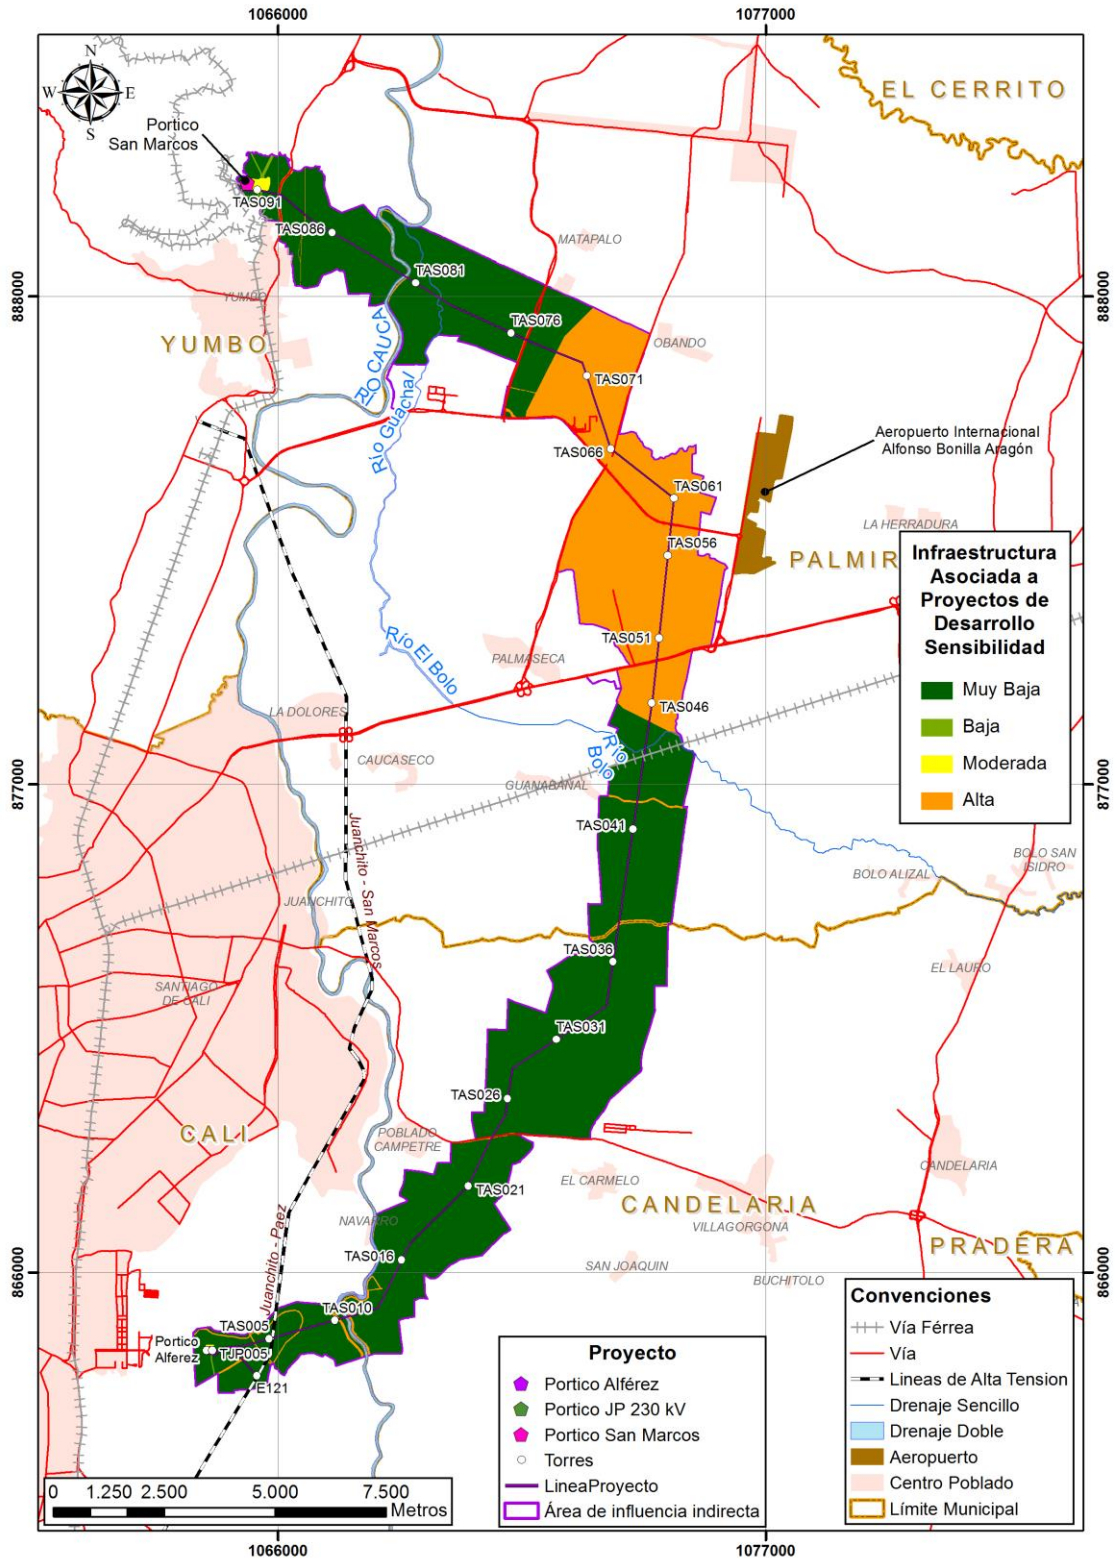 1066000
1077000
N
W
E
S
EL CERRITO
Portico
San Marcos
TAS091
TAS086
MATAPALO
TAS081
888000
888000
YUMBO
TAS076
YUMBO
RÍO CAUCA
OBANDO
TAS071
Río Guachal
Aeropuerto Internacional
Alfonso Bonilla Aragón
TAS066
TAS061
LA HERRADURA
TAS056
PALMIR
Infraestructura
Asociada a
Proyectos de
Desarrollo
Sensibilidad
Muy Baja
Baja
Moderada
Alta
TAS051
Río El Bolo
PALMASECA
TAS046
LA DOLORES
Río
Bolo
CAUCASECO
877000
877000
GUANABANAL
TAS041
Juanchito - San Marcos
BOLO SAN
ISIDRO
BOLO ALIZAL
JUANCHITO
TAS036
EL LAURO
SANTIAGO
DE CALI
TAS031
TAS026
CALI
POBLADO
CAMPETRE
CANDELARIA
EL CARMELO
TAS021
CANDELARIA
NAVARRO
VILLAGORGONA
Juanchito - Paez
TAS016
PRADERA
SAN JOAQUIN
BUCHITOLO
866000
866000
TAS010
TAS005
Portico
Alferez
TJP005
E121
Proyecto
Portico Alférez
Portico JP 230 kV
Portico San Marcos
Torres
LineaProyecto
Área de influencia indirecta
Convenciones
Vía Férrea
Vía
Lineas de Alta Tension
Drenaje Sencillo
Drenaje Doble
Aeropuerto
Centro Poblado
Límite Municipal
0 1.250 2.500 5.000 7.500
Metros
1066000
1077000